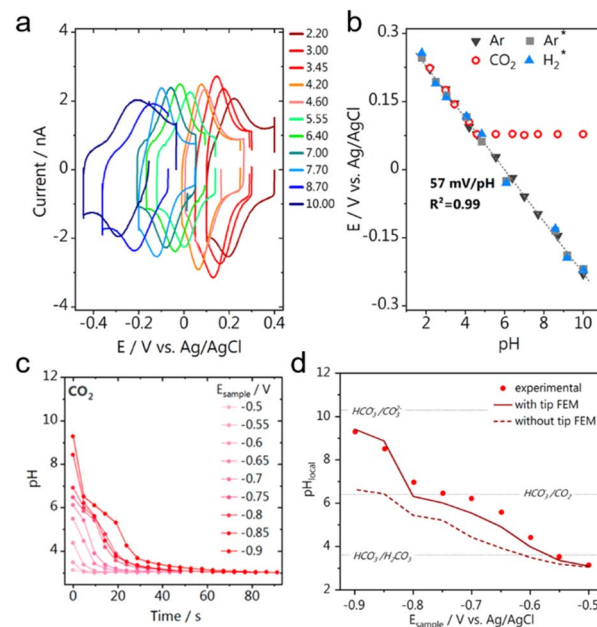 a
Current / nA
4
2
0
-2
-4
-0.4 -0.2 0 0.2 0.4
E / V vs. Ag/AgCl
2.20
3.00
3.45
4.20
4.60
5.55
6.40
7.00
7.70
8.70
10.00
b
E / V vs. Ag/AgCl
0.3
0.15
0
-0.15
-0.3
Ar Ar*
CO₂ H₂*
57 mV/pH
R²=0.99
2 4 6 8 10
pH
c
CO₂
pH
12
10
8
6
4
E_sample / V
-0.5
-0.55
-0.6
-0.65
-0.7
-0.75
-0.8
-0.85
-0.9
0 20 40 60 80
Time / s
d
pH_local
12
10
8
6
4
2
experimental
with tip FEM
without tip FEM
HCO₃⁻/CO₃²⁻
HCO₃⁻/CO₂
HCO₃⁻/H₂CO₃
-0.9 -0.8 -0.7 -0.6 -0.5
E_sample / V vs. Ag/AgCl